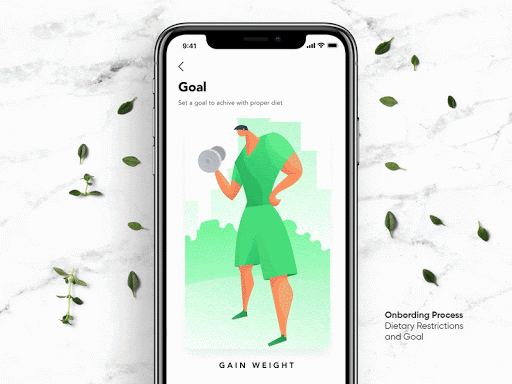 9:41
Goal
Set a goal to achive with proper diet
GAIN WEIGHT
Onbording Process
Dietary Restrictions
and Goal